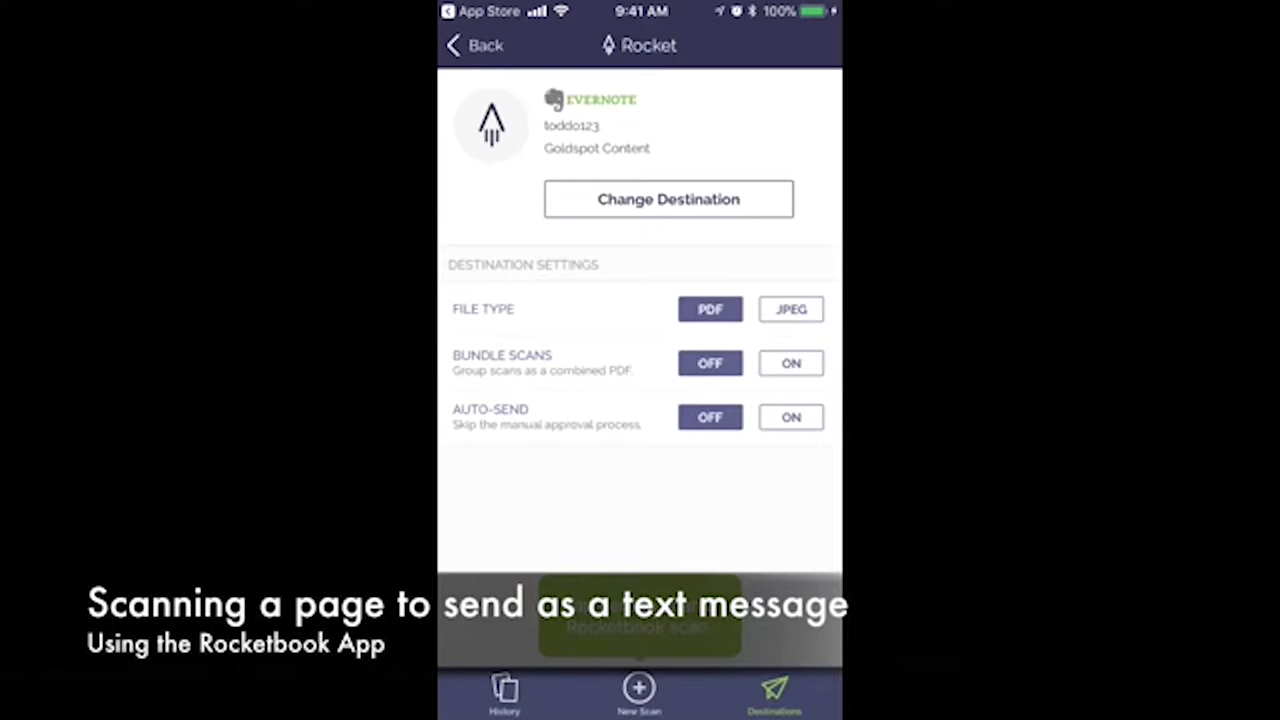 App Store 9:41 AM 100%
Back Rocket
EVERNOTE
toddo123
Goldspot Content
Change Destination
DESTINATION SETTINGS
FILE TYPE PDF JPEG
BUNDLE SCANS OFF ON
Group scans as a combined PDF.
AUTO-SEND OFF ON
Skip the manual approval process.
Scanning a page to send as a text message
Rocketbook scan
Using the Rocketbook App
History New Scan Destinations